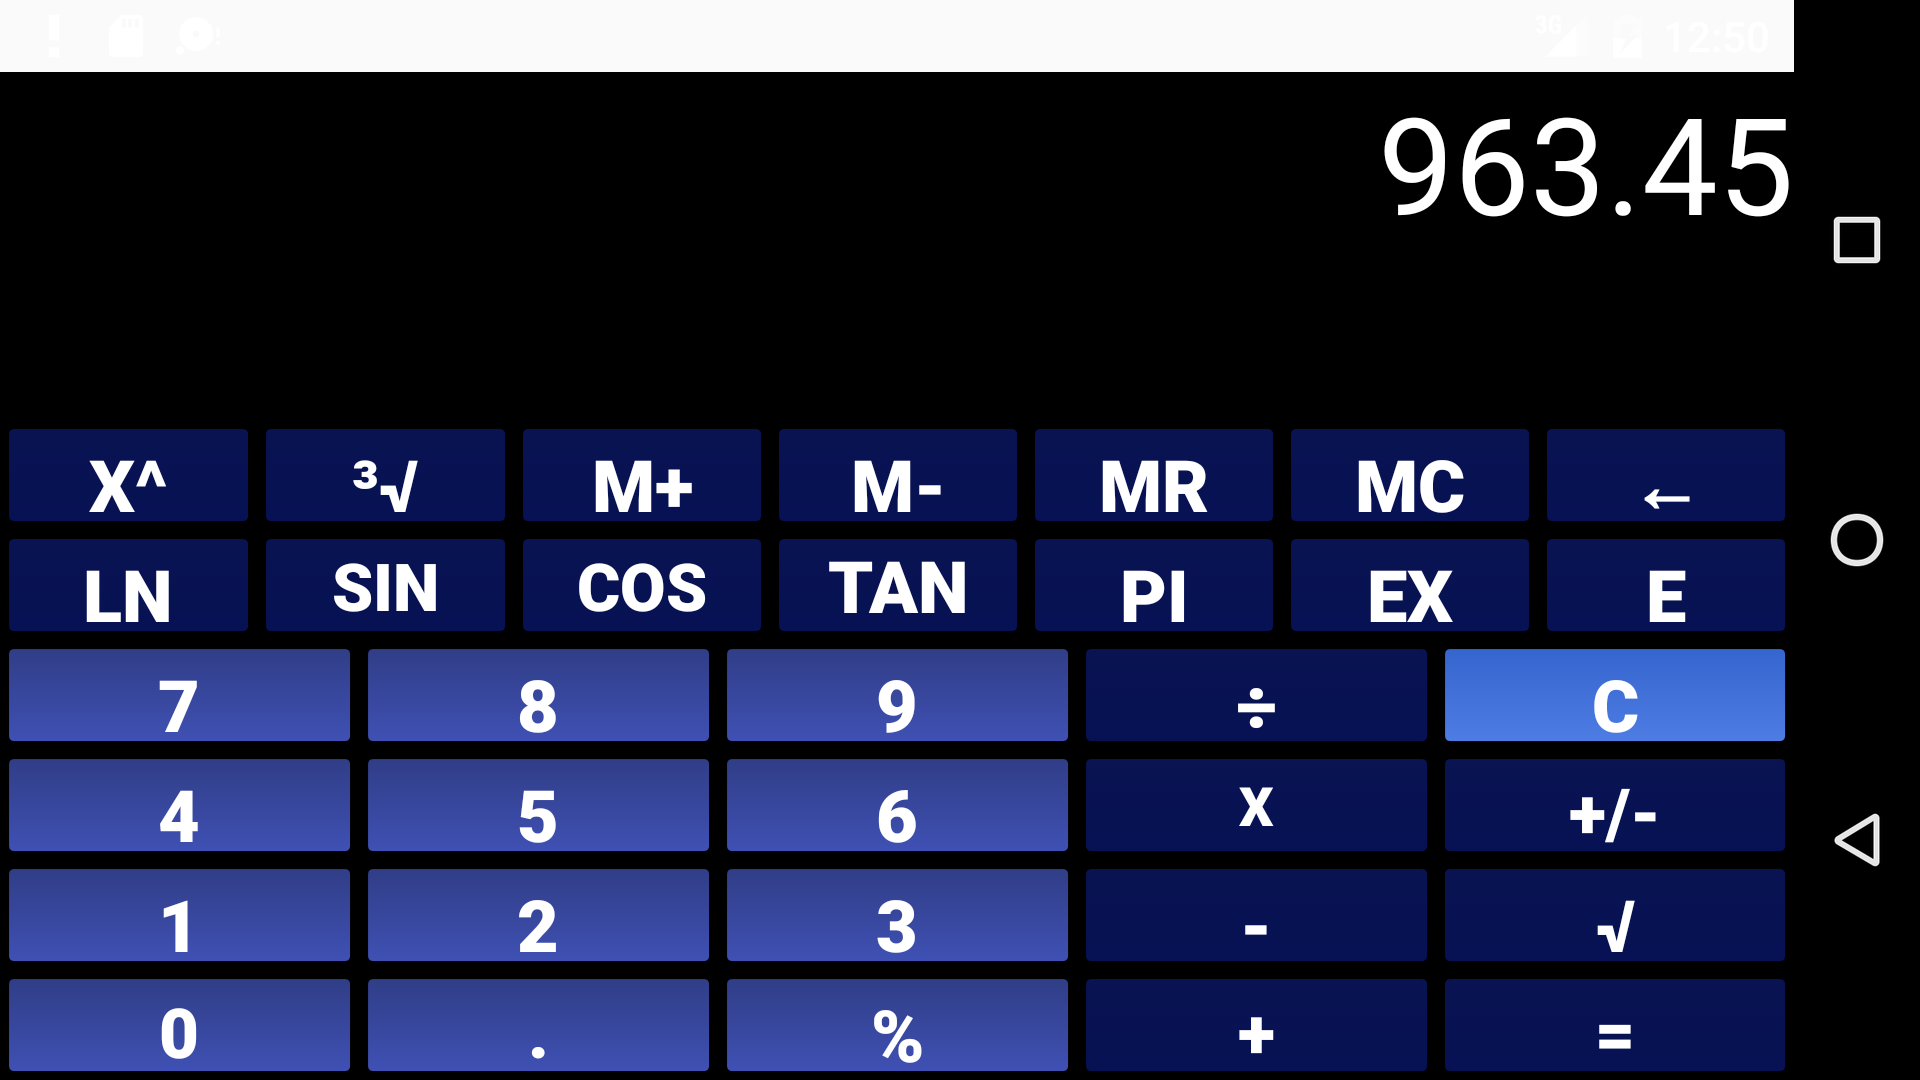 3G 12:50
963.45
X^ ³√ M+ M- MR MC ←
LN SIN COS TAN PI EX E
7 8 9 ÷ C
4 5 6 X +/-
1 2 3 - √
0 . % + =